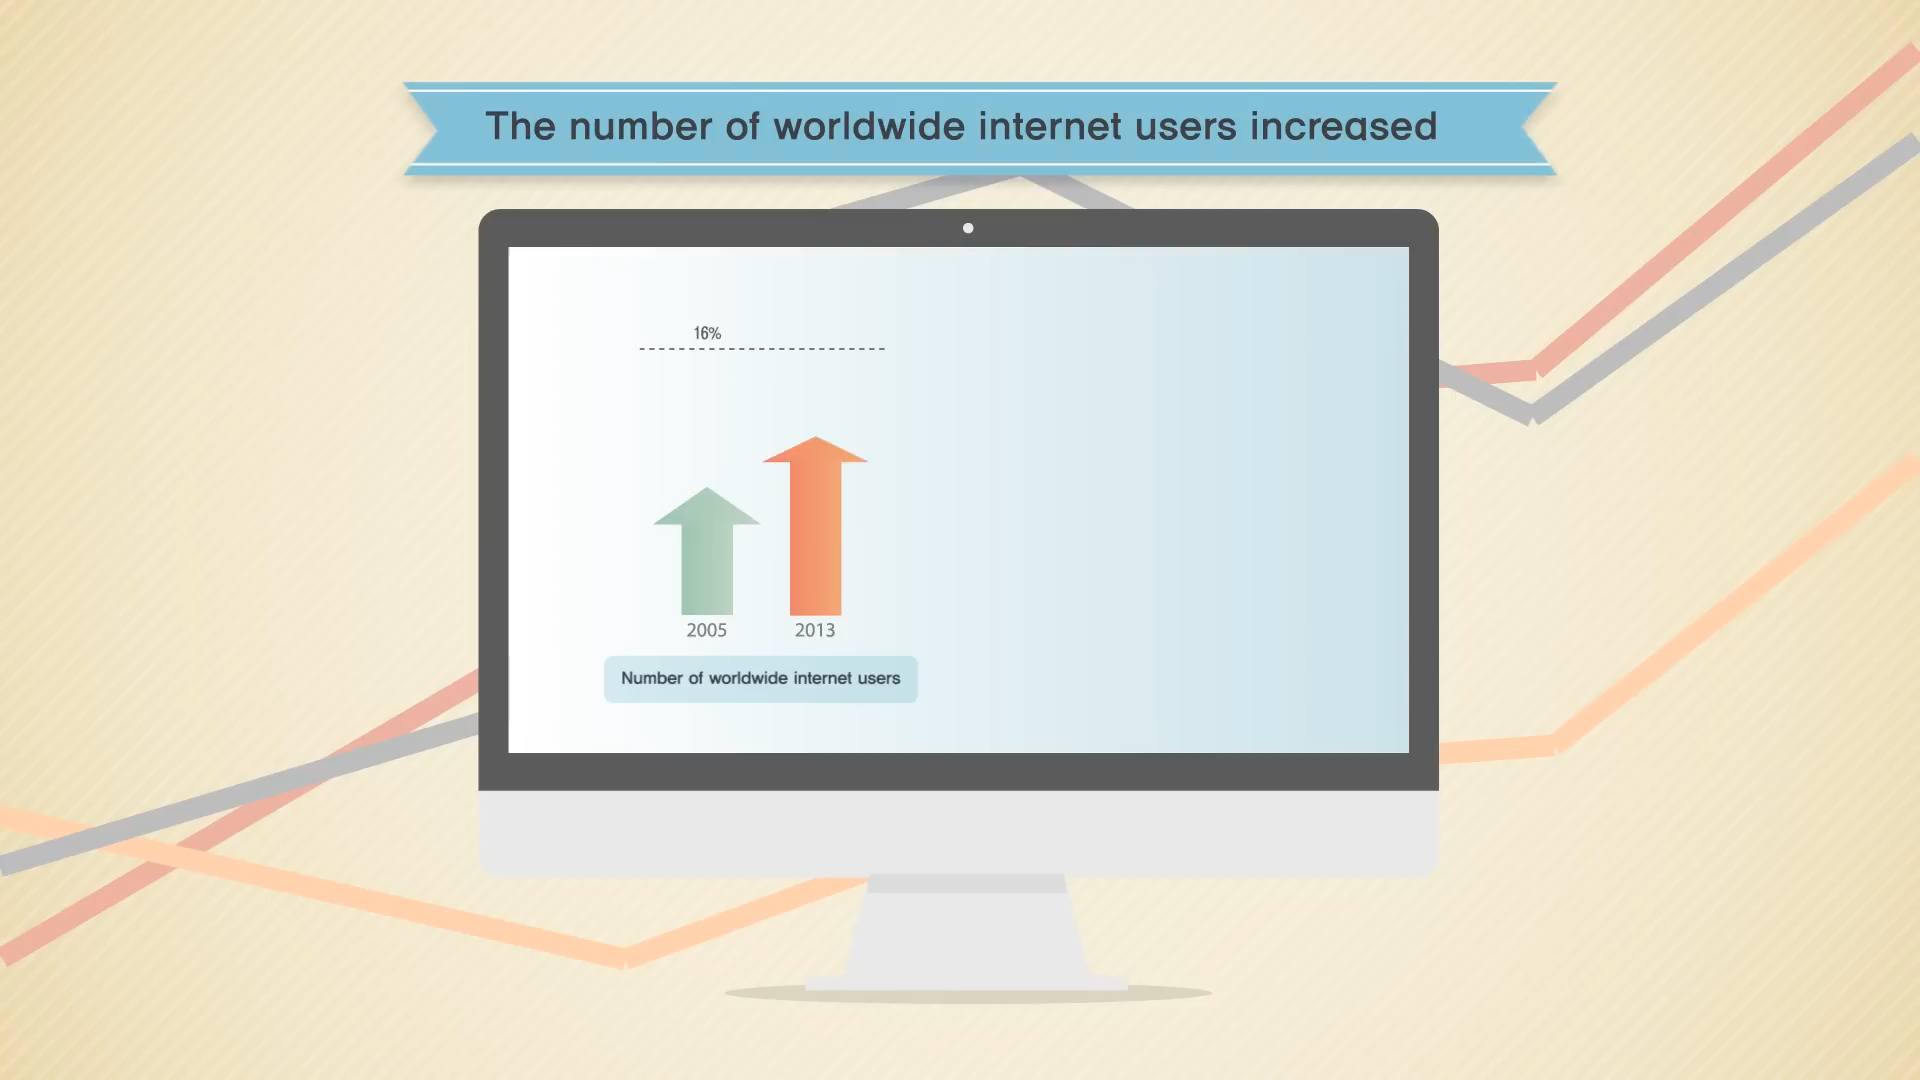 The number of worldwide internet users increased
16%
2005 2013
Number of worldwide internet users